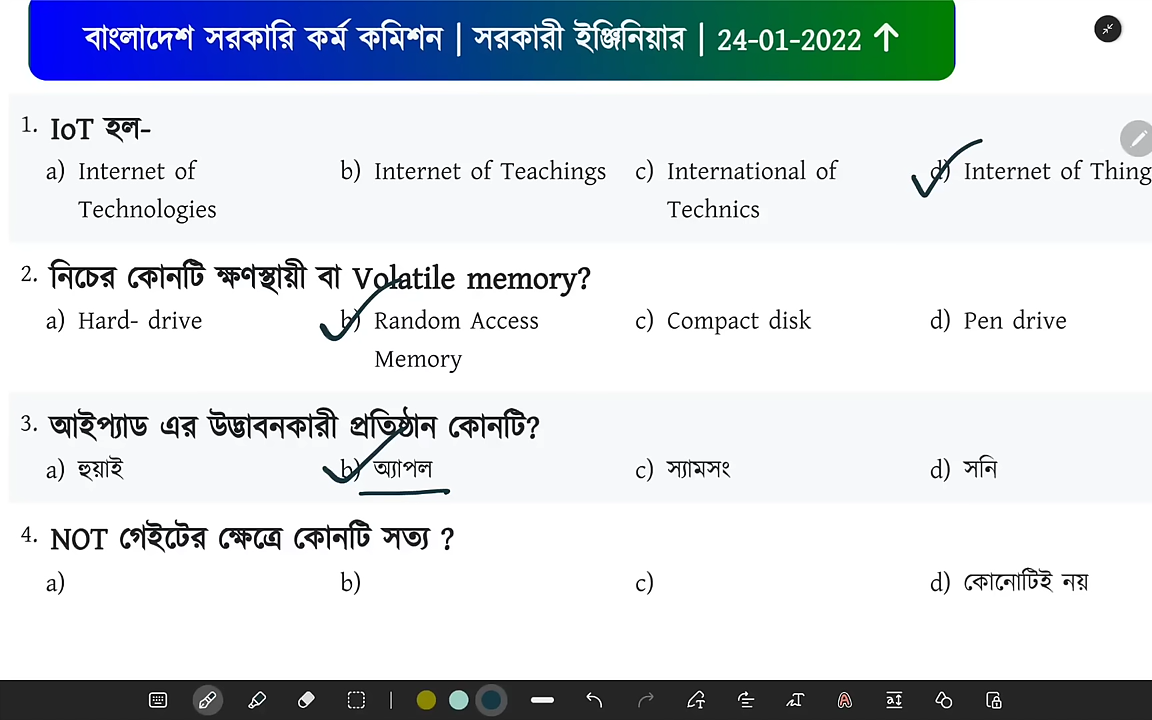 বাংলাদেশ সরকারি কর্ম কমিশন | সরকারী ইঞ্জিনিয়ার | 24-01-2022 ↑
1. IoT হল-
a) Internet of Technologies b) Internet of Teachings c) International of Technics d) Internet of Thing
2. নিচের কোনটি ক্ষণস্থায়ী বা Volatile memory?
a) Hard- drive b) Random Access Memory c) Compact disk d) Pen drive
3. আইপ্যাড এর উদ্ভাবনকারী প্রতিষ্ঠান কোনটি?
a) হুয়াই b) অ্যাপল c) স্যামসং d) সনি
4. NOT গেইটের ক্ষেত্রে কোনটি সত্য ?
a) b) c) d) কোনোটিই নয়